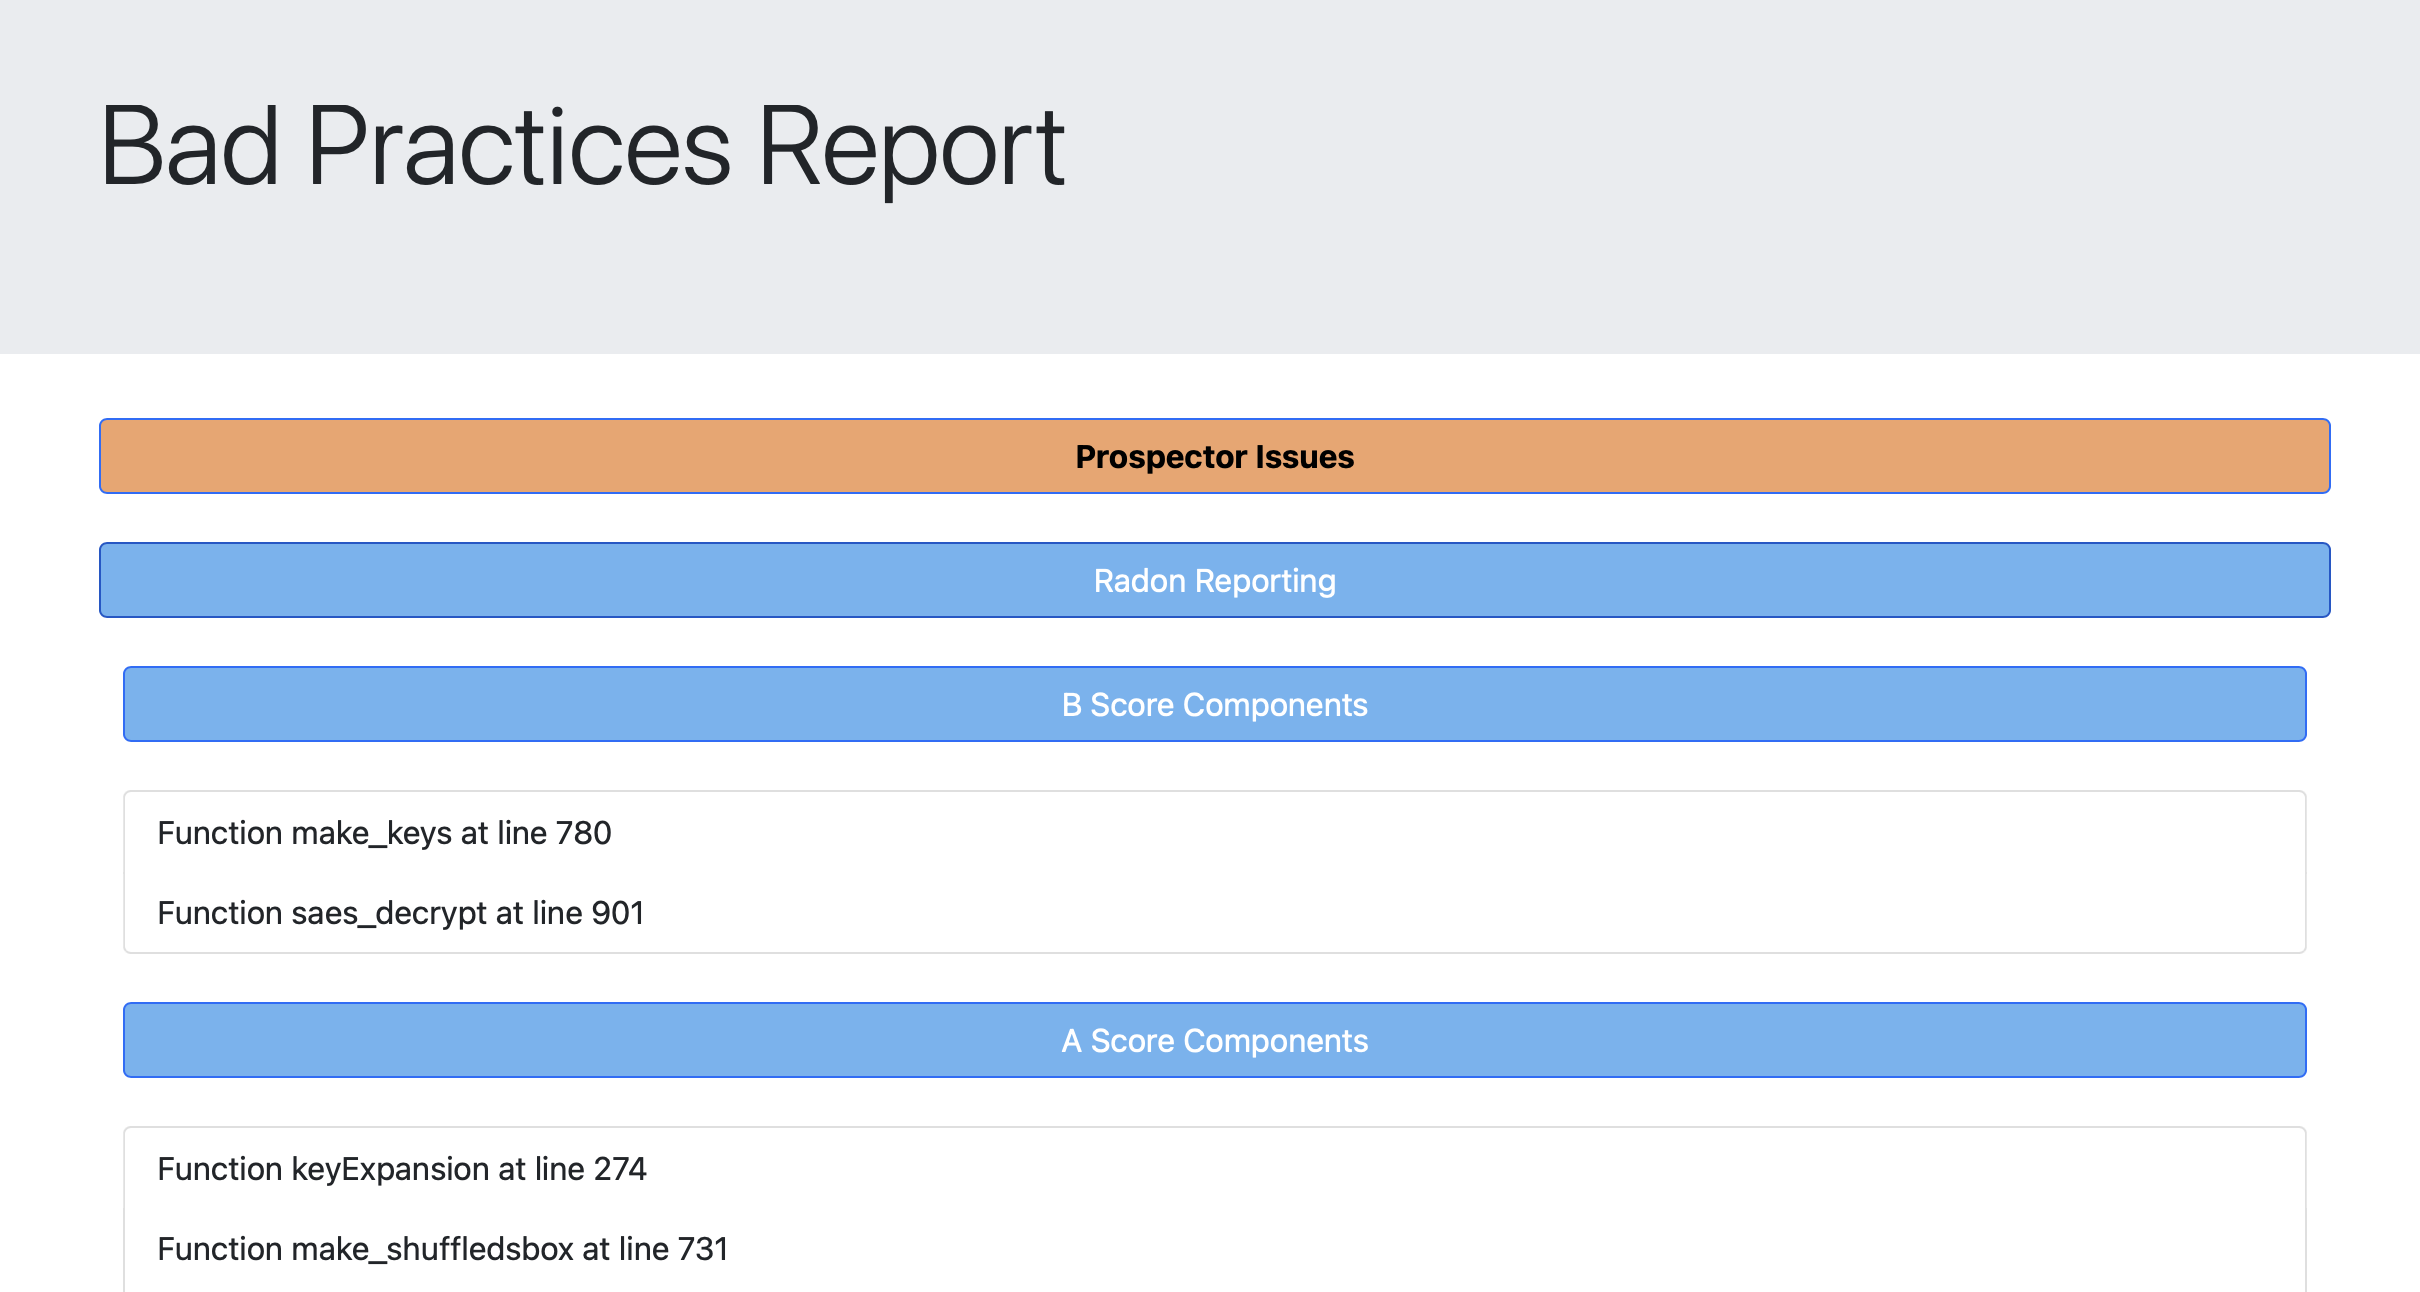 Bad Practices Report
Prospector Issues
Radon Reporting
B Score Components
Function make_keys at line 780
Function saes_decrypt at line 901
A Score Components
Function keyExpansion at line 274
Function make_shuffledsbox at line 731